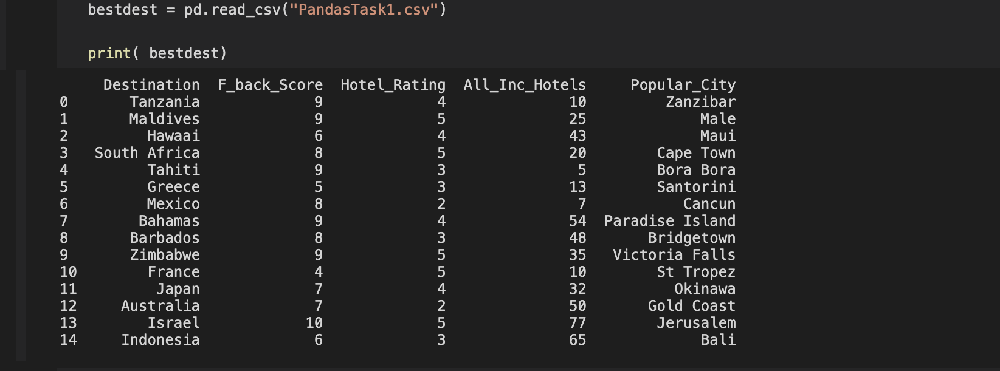 bestdest = pd.read_csv("PandasTask1.csv")
print( bestdest)
Destination F_back_Score Hotel_Rating All_Inc_Hotels Popular_City
0 Tanzania 9 4 10 Zanzibar
1 Maldives 9 5 25 Male
2 Hawaai 6 4 43 Maui
3 South Africa 8 5 20 Cape Town
4 Tahiti 9 3 5 Bora Bora
5 Greece 5 3 13 Santorini
6 Mexico 8 2 7 Cancun
7 Bahamas 9 4 54 Paradise Island
8 Barbados 8 3 48 Bridgetown
9 Zimbabwe 9 5 35 Victoria Falls
10 France 4 5 10 St Tropez
11 Japan 7 4 32 Okinawa
12 Australia 7 2 50 Gold Coast
13 Israel 10 5 77 Jerusalem
14 Indonesia 6 3 65 Bali